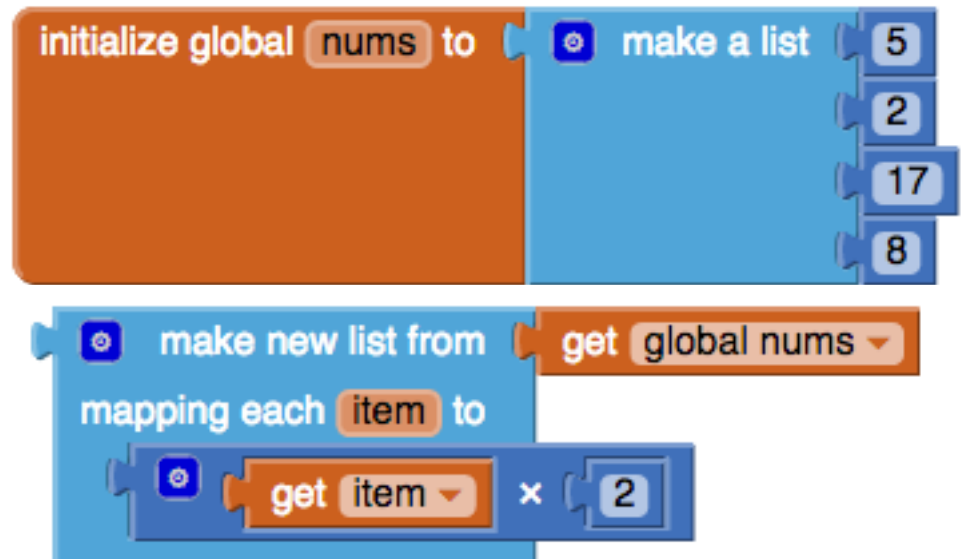 initialize global nums to make a list 5
2
17
8
make new list from get global nums
mapping each item to
get item × 2